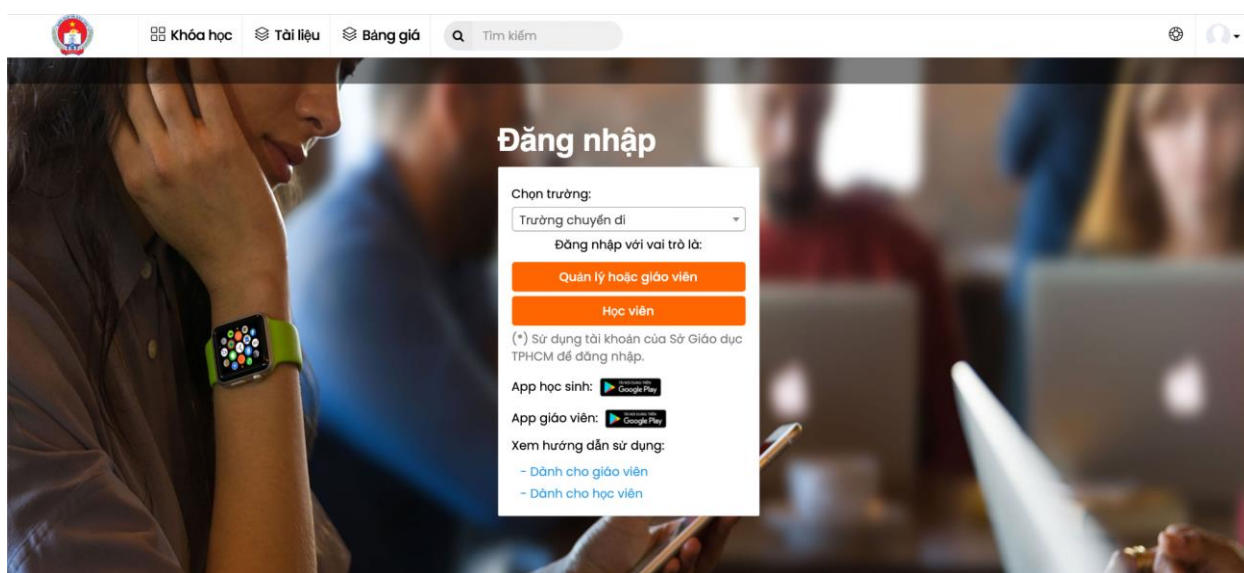 Khóa học
Tài liệu
Bảng giá
Tìm kiếm
Đăng nhập
Chọn trường:
Trường chuyển đi
Đăng nhập với vai trò là:
Quản lý hoặc giáo viên
Học viên
(*) Sử dụng tài khoản của Sở Giáo dục
TPHCM để đăng nhập.
App học sinh:
Google Play
App giáo viên:
Google Play
Xem hướng dẫn sử dụng:
- Dành cho giáo viên
- Dành cho học viên